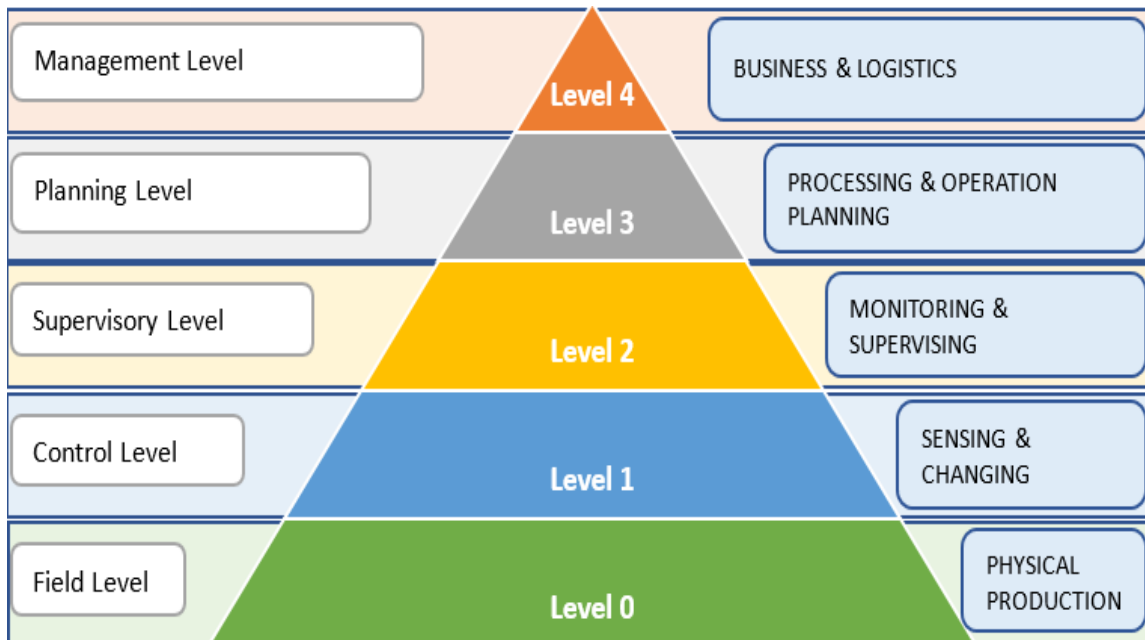 Management Level
Level 4
BUSINESS & LOGISTICS
Planning Level
Level 3
PROCESSING & OPERATION
PLANNING
Supervisory Level
Level 2
MONITORING &
SUPERVISING
Control Level
Level 1
SENSING &
CHANGING
Field Level
Level 0
PHYSICAL
PRODUCTION